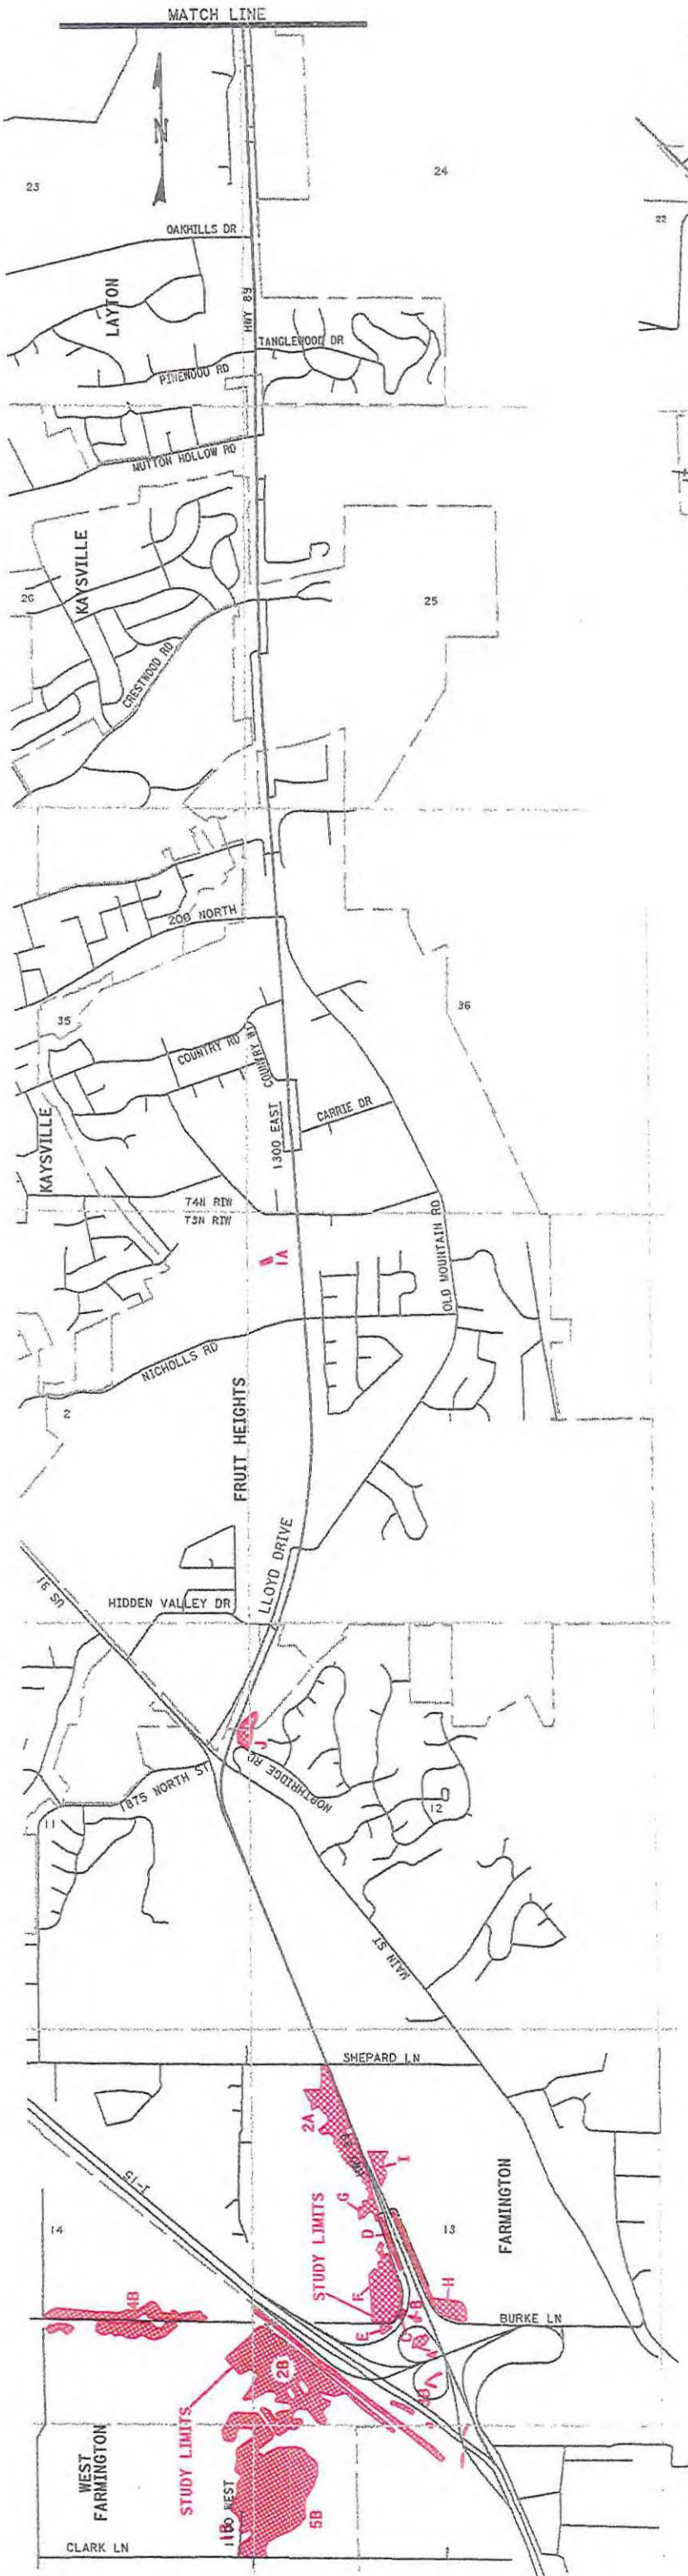 MATCH LINE
N
23
24
22
OAKHILLS DR
LAYTON
HWY 89
TANGLEWOOD DR
PINEWOOD RD
MUTTON HOLLOW RD
KAYSVILLE
26
25
CRESTWOOD RD
200 NORTH
35
36
COUNTRY RD
COUNTRY
KAYSVILLE
1300 EAST
CARRIE DR
T4N R1W
T3N R1W
OLD MOUNTAIN RD
1A
NICHOLLS RD
2
FRUIT HEIGHTS
LLOYD DRIVE
US 91
HIDDEN VALLEY DR
J
NORTHRIDGE RD
1875 NORTH ST
11
12
MAIN ST
SHEPARD LN
2A
I-15
I
G
STUDY LIMITS
D
14
13
FARMINGTON
F
4B
H
E
BURKE LN
B
C
A
2B
STUDY LIMITS
WEST
FARMINGTON
1B
1100 WEST
5B
CLARK LN